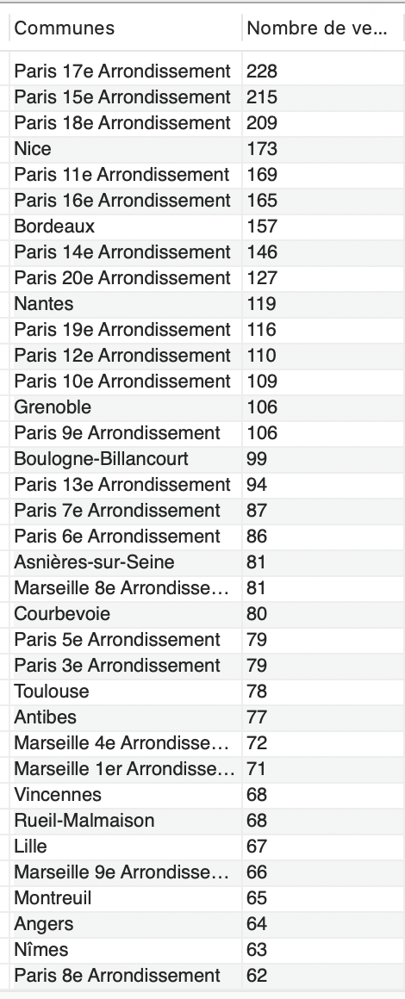 Communes Nombre de ve...
Paris 17e Arrondissement 228
Paris 15e Arrondissement 215
Paris 18e Arrondissement 209
Nice 173
Paris 11e Arrondissement 169
Paris 16e Arrondissement 165
Bordeaux 157
Paris 14e Arrondissement 146
Paris 20e Arrondissement 127
Nantes 119
Paris 19e Arrondissement 116
Paris 12e Arrondissement 110
Paris 10e Arrondissement 109
Grenoble 106
Paris 9e Arrondissement 106
Boulogne-Billancourt 99
Paris 13e Arrondissement 94
Paris 7e Arrondissement 87
Paris 6e Arrondissement 86
Asnières-sur-Seine 81
Marseille 8e Arrondisse... 81
Courbevoie 80
Paris 5e Arrondissement 79
Paris 3e Arrondissement 79
Toulouse 78
Antibes 77
Marseille 4e Arrondisse... 72
Marseille 1er Arrondisse... 71
Vincennes 68
Rueil-Malmaison 68
Lille 67
Marseille 9e Arrondisse... 66
Montreuil 65
Angers 64
Nîmes 63
Paris 8e Arrondissement 62